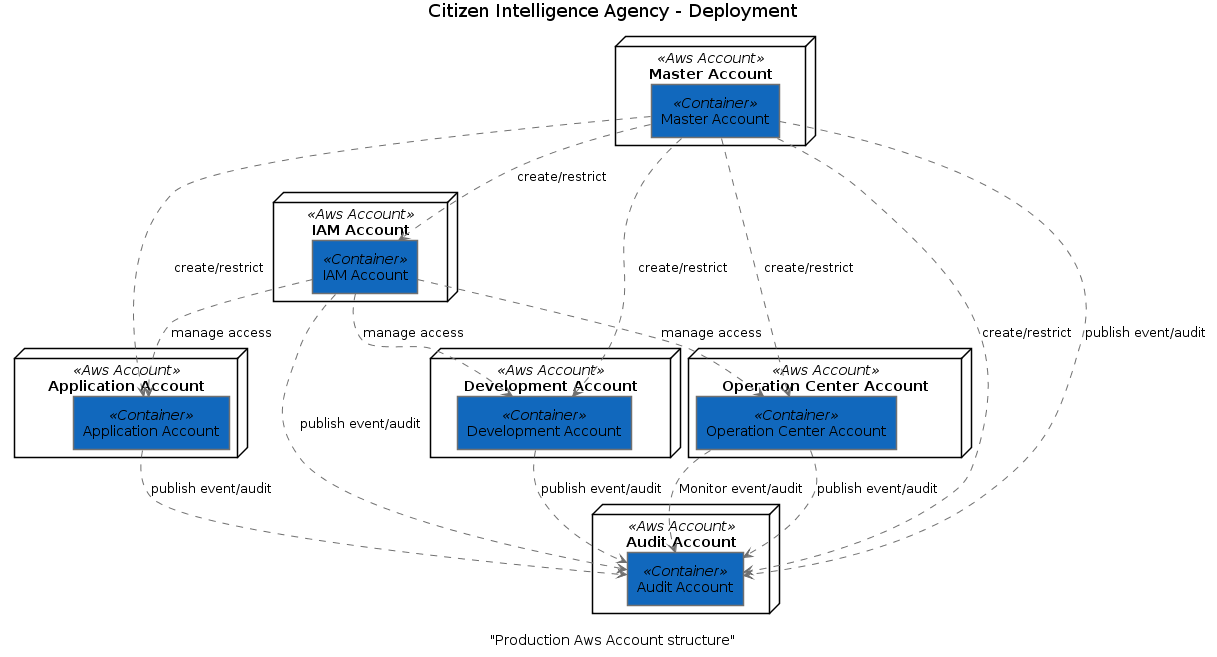 Citizen Intelligence Agency - Deployment
«Aws Account»
Master Account
«Container»
Master Account
create/restrict
«Aws Account»
IAM Account
«Container»
IAM Account
create/restrict
create/restrict
create/restrict
manage access
manage access
manage access
create/restrict
publish event/audit
«Aws Account»
Application Account
«Container»
Application Account
«Aws Account»
Development Account
«Container»
Development Account
«Aws Account»
Operation Center Account
«Container»
Operation Center Account
publish event/audit
publish event/audit
publish event/audit
Monitor event/audit
publish event/audit
«Aws Account»
Audit Account
«Container»
Audit Account
"Production Aws Account structure"